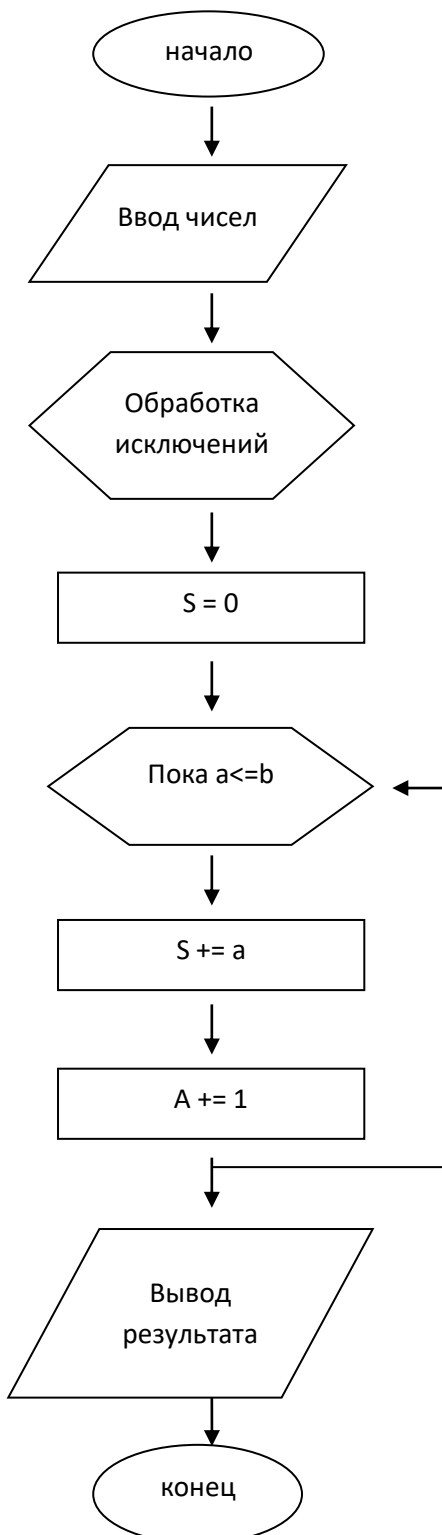 начало
Ввод чисел
Обработка
исключений
S = 0
Пока a<=b
S += a
A += 1
Вывод
результата
конец